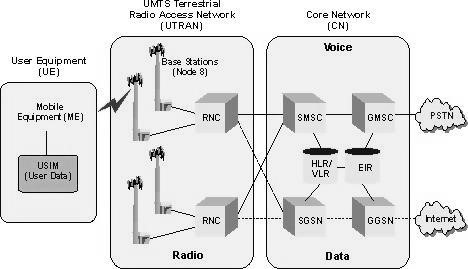 UMTS Terrestrial
Radio Access Network
(UTRAN)
Core Network
(CN)
Voice
User Equipment
(UE)
Base Stations
(Node 8)
Mobile
Equipment (ME)
RNC
SMSC
GMSC
PSTN
USIM
(User Data)
HLR/
VLR
EIR
RNC
SGSN
GGSN
Internet
Radio
Data